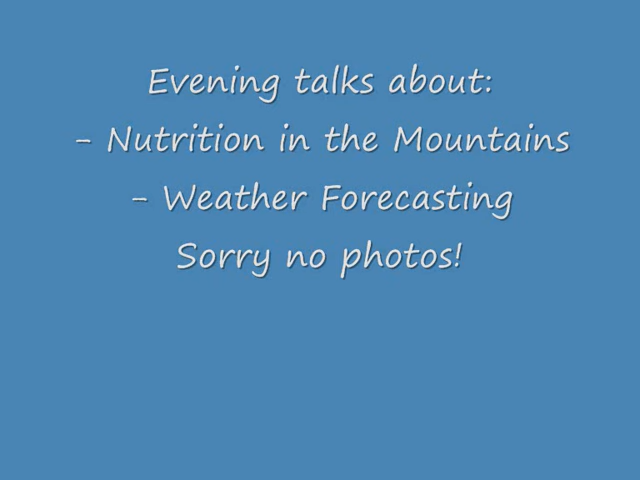 Evening talks about:
- Nutrition in the Mountains
- Weather Forecasting
Sorry no photos!